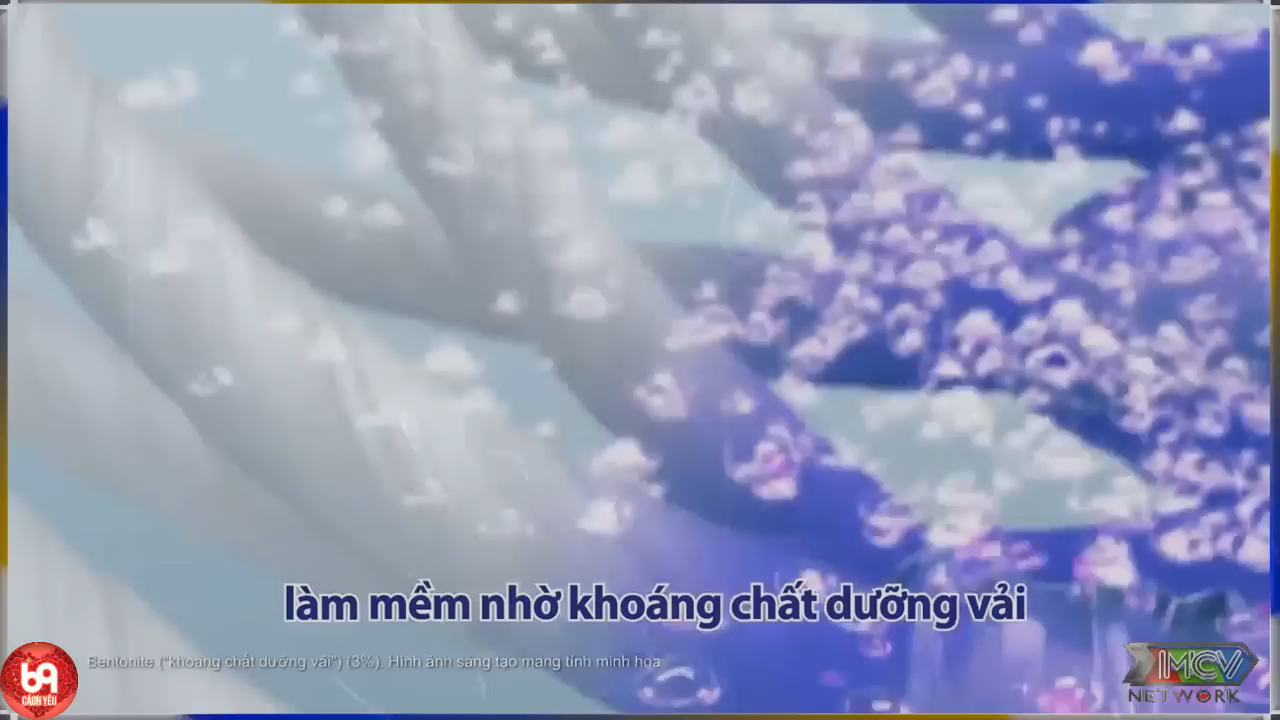 làm mềm nhờ khoáng chất dưỡng vải
Bentonite ("khoáng chất dưỡng vải") (3%). Hình ảnh sáng tạo mang tính minh họa
CÁCH YÊU
MCV
NETWORK